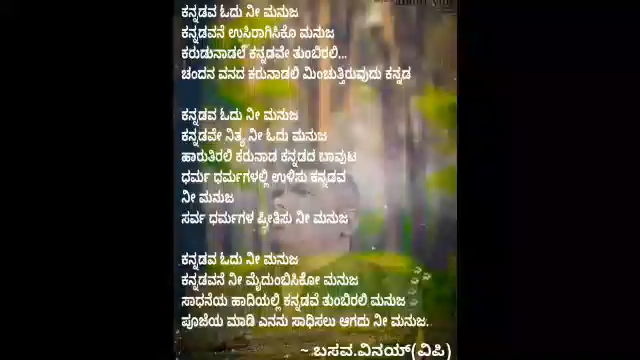 ಕನ್ನಡವ ಓದು ನೀ ಮನುಜ
ಕನ್ನಡವನೆ ಉಸಿರಾಗಿಸಿಕೊ ಮನುಜ
ಕರುಡುನಾಡಲಿ ಕನ್ನಡವೇ ತುಂಬಿರಲಿ...
ಚಂದನ ವನದ ಕರುನಾಡಲಿ ಮಿಂಚುತ್ತಿರುವುದು ಕನ್ನಡ
ಕನ್ನಡವ ಓದು ನೀ ಮನುಜ
ಕನ್ನಡವೇ ನಿತ್ಯ ನೀ ಓದು ಮನುಜ
ಹಾರುತಿರಲಿ ಕರುನಾಡ ಕನ್ನಡದ ಬಾವುಟ
ಧರ್ಮ ಧರ್ಮಗಳಲ್ಲಿ ಉಳಿಸು ಕನ್ನಡವ
ನೀ ಮನುಜ
ಸರ್ವ ಧರ್ಮಗಳ ಪ್ರೀತಿಸು ನೀ ಮನುಜ
ಕನ್ನಡವ ಓದು ನೀ ಮನುಜ
ಕನ್ನಡವನೆ ನೀ ಮೈದುಂಬಿಸಿಕೋ ಮನುಜ
ಸಾಧನೆಯ ಹಾದಿಯಲ್ಲಿ ಕನ್ನಡವೆ ತುಂಬಿರಲಿ ಮನುಜ
ಪೂಜೆಯ ಮಾಡಿ ಎನನು ಸಾಧಿಸಲು ಆಗದು ನೀ ಮನುಜ.
~ ಬಸವ.ವಿನಯ್(ವಿಪಿ)